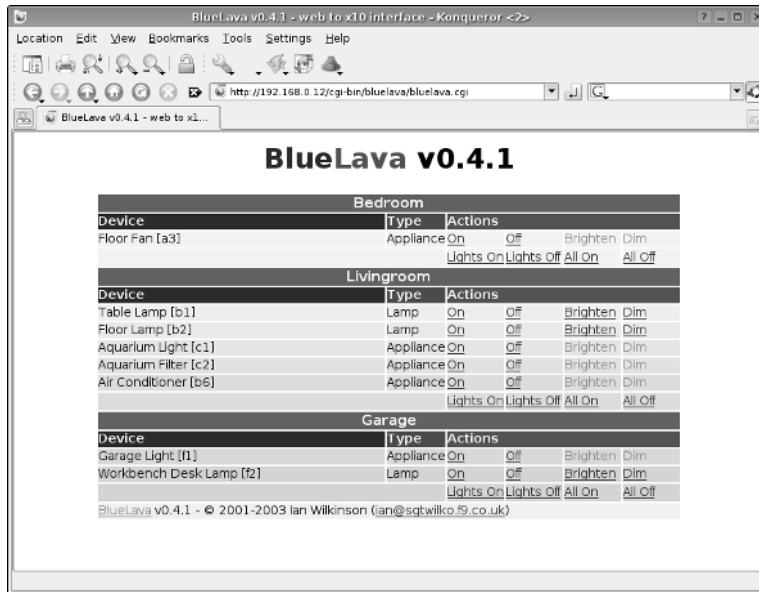 BlueLava v0.4.1 - web to x10 interface - Konqueror <2>
Location Edit View Bookmarks Tools Settings Help
http://192.168.0.12/cgi-bin/bluelava/bluelava.cgi
BlueLava v0.4.1 - web to x1...
BlueLava v0.4.1
Bedroom
Device Type Actions
Floor Fan [a3] Appliance On Off Brighten Dim
Lights On Lights Off All On All Off
Livingroom
Device Type Actions
Table Lamp [b1] Lamp On Off Brighten Dim
Floor Lamp [b2] Lamp On Off Brighten Dim
Aquarium Light [c1] Appliance On Off Brighten Dim
Aquarium Filter [c2] Appliance On Off Brighten Dim
Air Conditioner [b6] Appliance On Off Brighten Dim
Lights On Lights Off All On All Off
Garage
Device Type Actions
Garage Light [f1] Appliance On Off Brighten Dim
Workbench Desk Lamp [f2] Lamp On Off Brighten Dim
Lights On Lights Off All On All Off
BlueLava v0.4.1 - © 2001-2003 Ian Wilkinson (ian@sgtwilko.f9.co.uk)